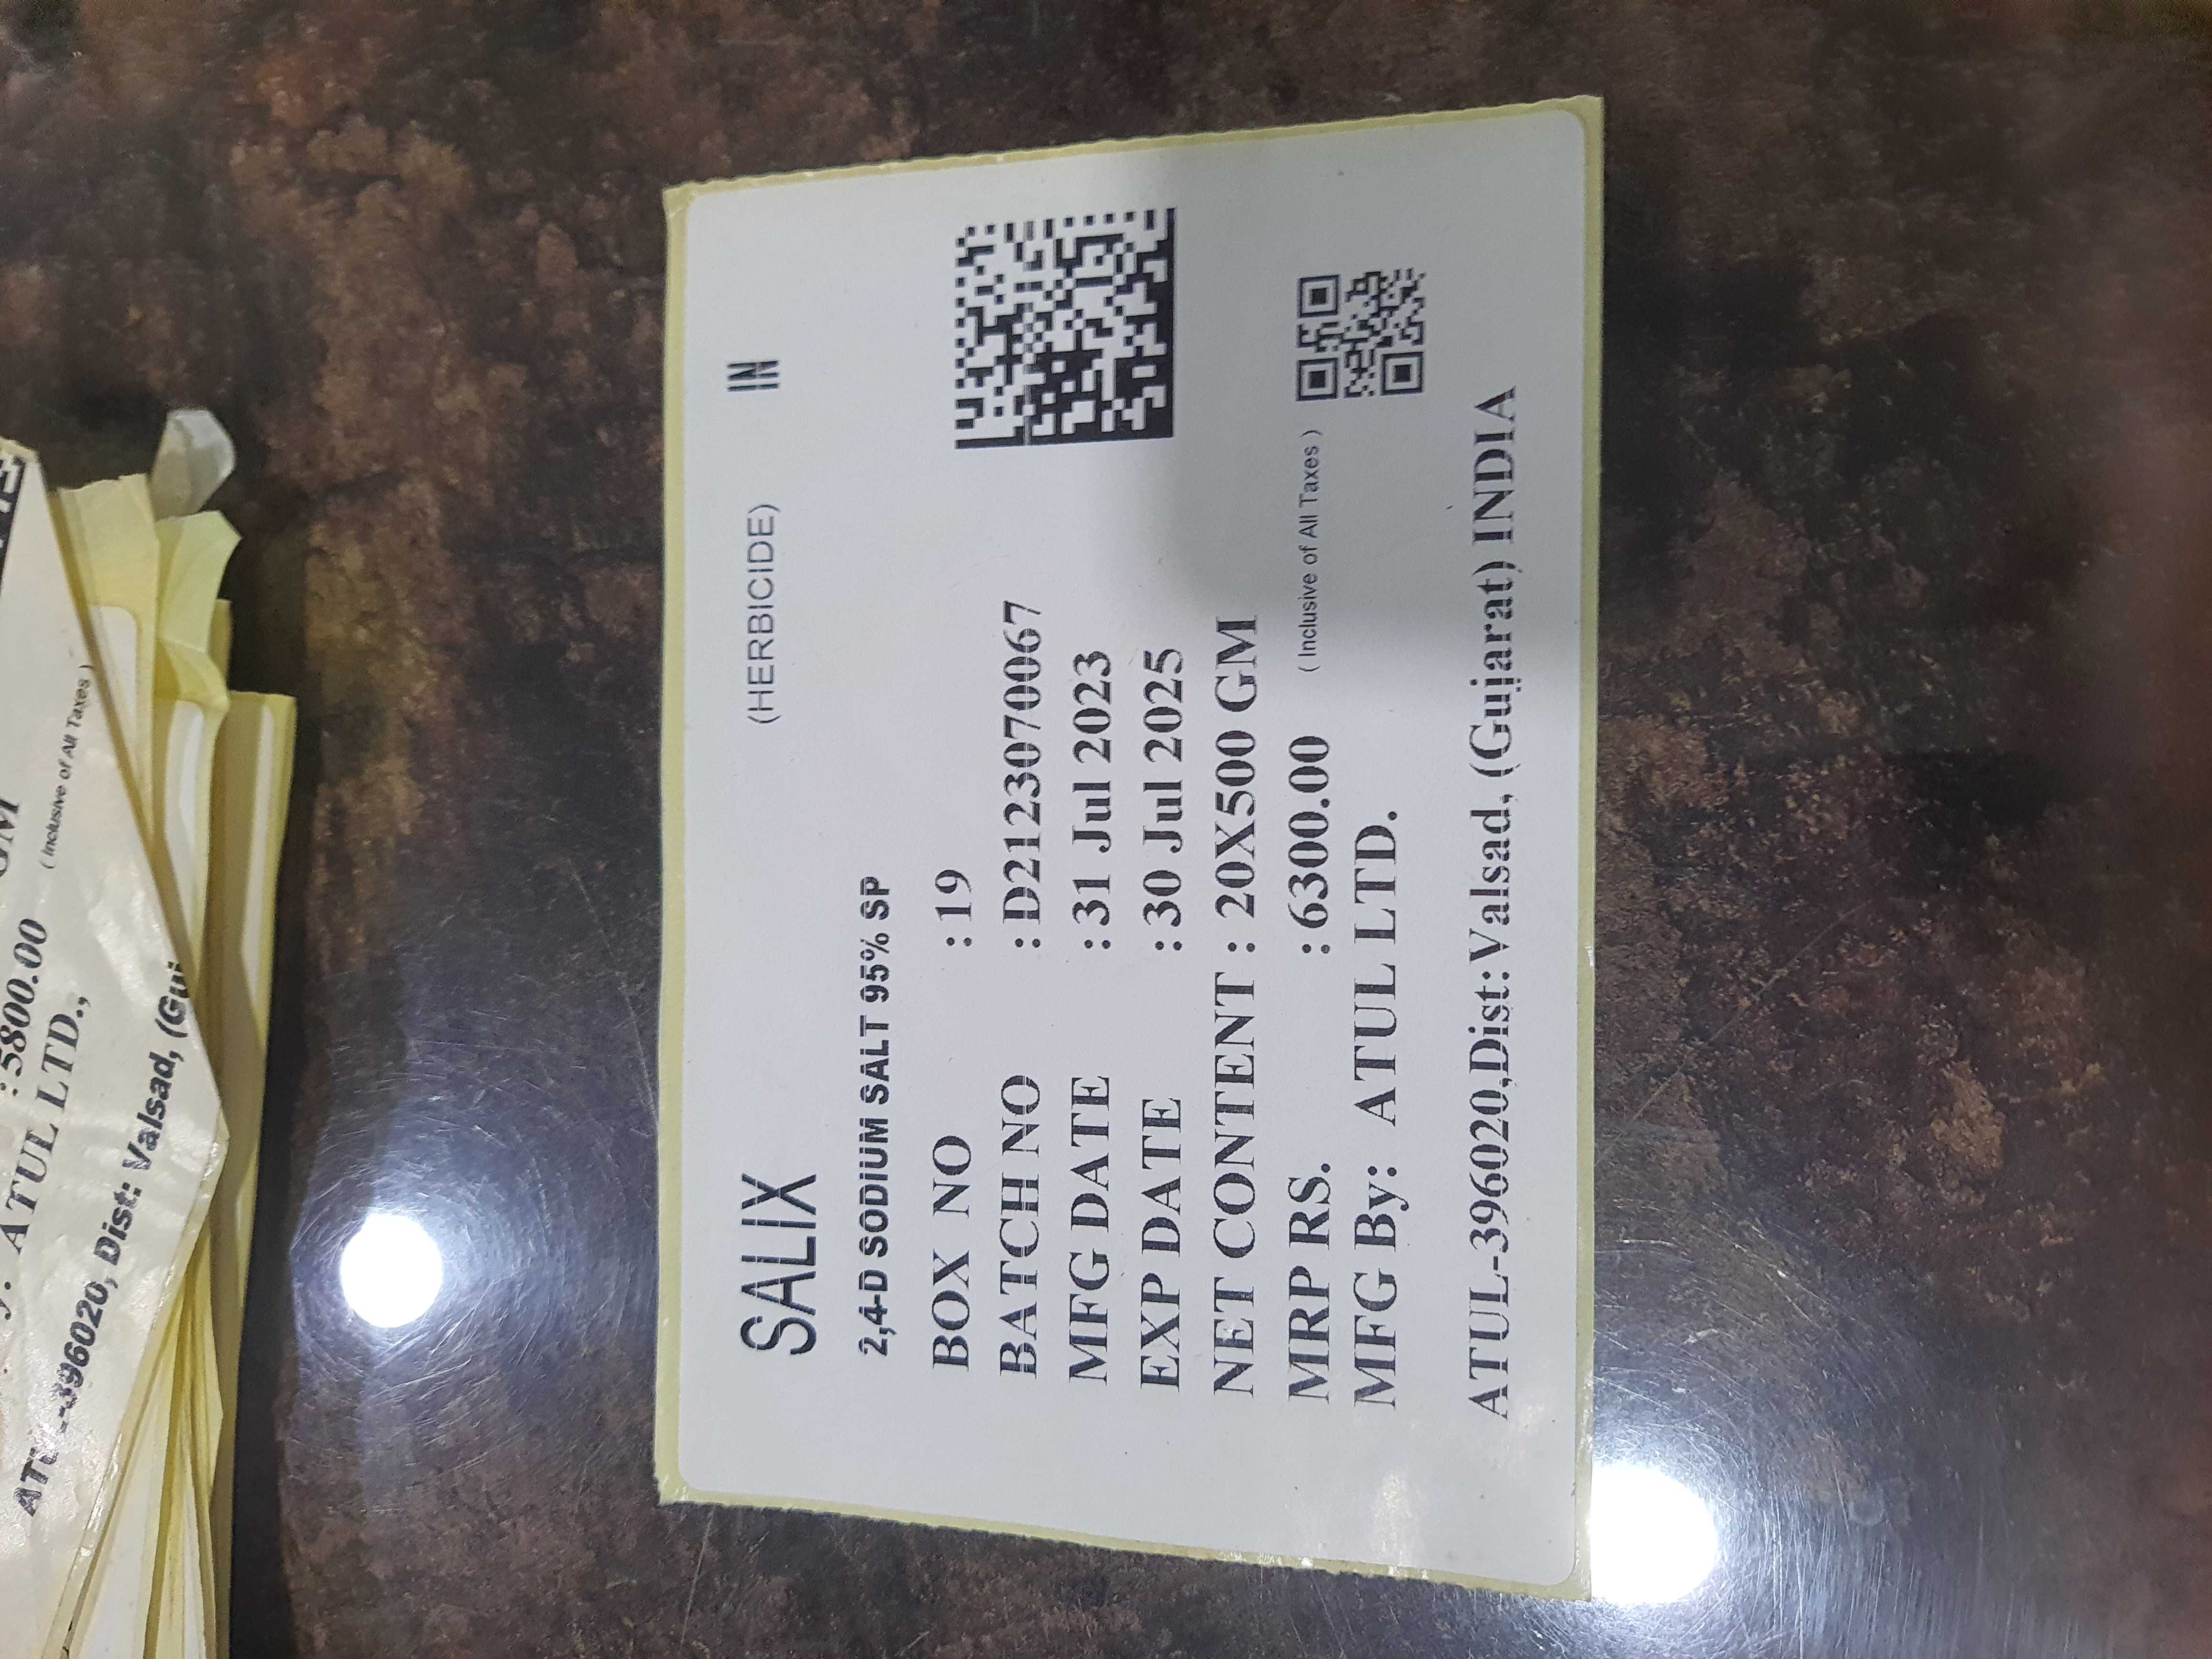 SALIX (HERBICIDE) IN
2,4-D SODIUM SALT 95% SP
BOX NO : 19
BATCH NO : D2123070067
MFG DATE : 31 Jul 2023
EXP DATE : 30 Jul 2025
NET CONTENT : 20X500 GM
MRP RS. : 6300.00 ( Inclusive of All Taxes )
MFG By: ATUL LTD.
ATUL-396020,Dist:Valsad, (Gujarat) INDIA
GM
: 5800.00 ( Inclusive of All Taxes )
ATUL LTD.,
396020, Dist: Valsad,